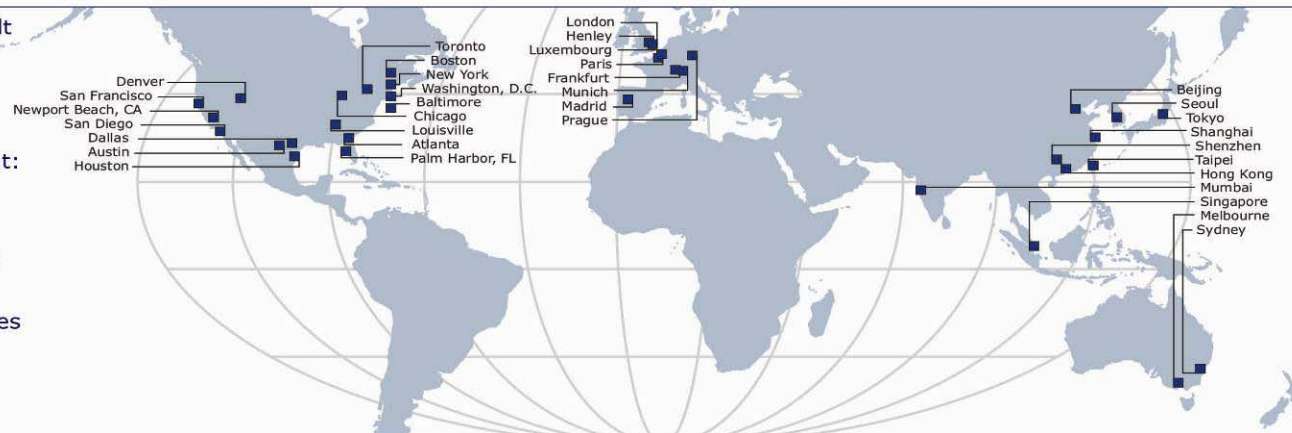 lt
t:
es
Denver
San Francisco
Newport Beach, CA
San Diego
Dallas
Austin
Houston
Toronto
Boston
New York
Washington, D.C.
Baltimore
Chicago
Louisville
Atlanta
Palm Harbor, FL
London
Henley
Luxembourg
Paris
Frankfurt
Munich
Madrid
Prague
Beijing
Seoul
Tokyo
Shanghai
Shenzhen
Taipei
Hong Kong
Mumbai
Singapore
Melbourne
Sydney